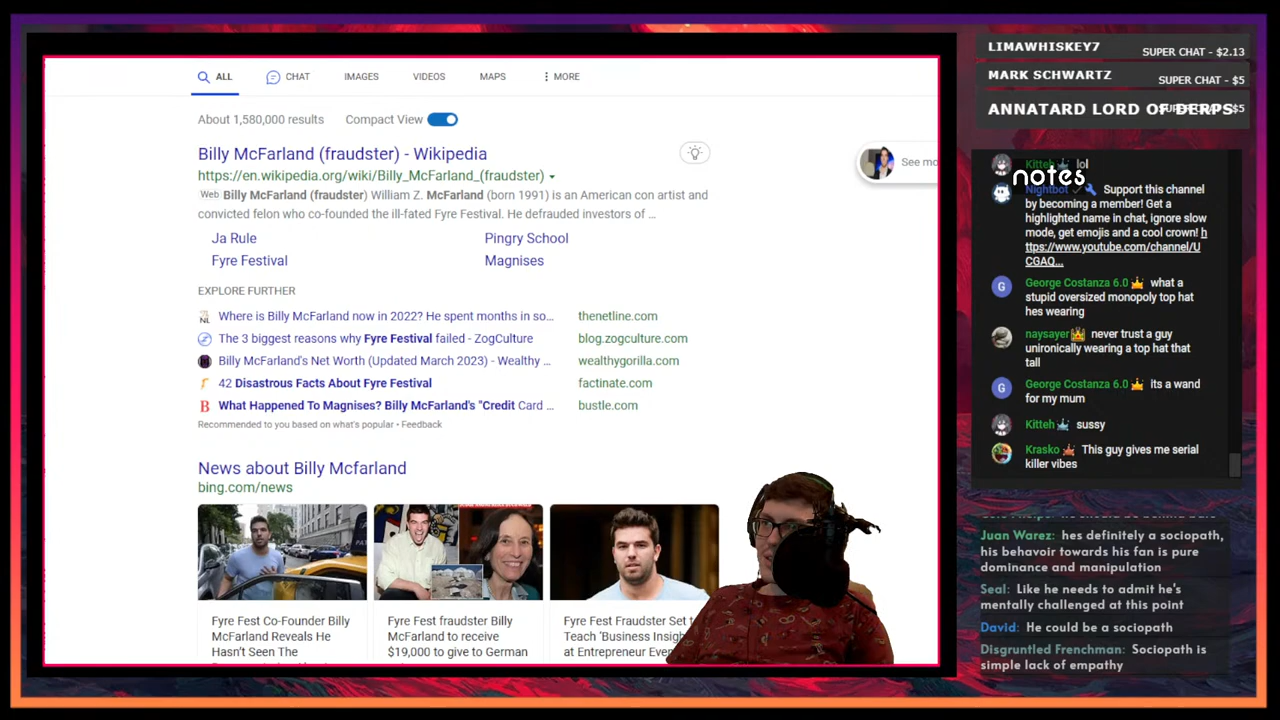 ALL
CHAT
IMAGES
VIDEOS
MAPS
MORE
About 1,580,000 results
Compact View
Billy McFarland (fraudster) - Wikipedia
https://en.wikipedia.org/wiki/Billy_McFarland_(fraudster)
Web Billy McFarland (fraudster) William Z. McFarland (born 1991) is an American con artist and
convicted felon who co-founded the ill-fated Fyre Festival. He defrauded investors of …
Ja Rule
Pingry School
Fyre Festival
Magnises
See mo
EXPLORE FURTHER
Where is Billy McFarland now in 2022? He spent months in so…
thenetline.com
The 3 biggest reasons why Fyre Festival failed - ZogCulture
blog.zogculture.com
Billy McFarland's Net Worth (Updated March 2023) - Wealthy …
wealthygorilla.com
42 Disastrous Facts About Fyre Festival
factinate.com
What Happened To Magnises? Billy McFarland's "Credit Card …
bustle.com
Recommended to you based on what's popular • Feedback
News about Billy Mcfarland
bing.com/news
Fyre Fest Co-Founder Billy
McFarland Reveals He
Hasn't Seen The
Fyre Fest fraudster Billy
McFarland to receive
$19,000 to give to German
Fyre Fest Fraudster Set
Teach 'Business Insigh
at Entrepreneur Even
LIMAWHISKEY7
SUPER CHAT - $2.13
MARK SCHWARTZ
SUPER CHAT - $5
ANNATARD LORD OF DERPS
$5
Kitteh lol
notes
Nightbot Support this channel
by becoming a member! Get a
highlighted name in chat, ignore slow
mode, get emojis and a cool crown! h
ttps://www.youtube.com/channel/U
CGAQ...
George Costanza 6.0 what a
stupid oversized monopoly top hat
hes wearing
naysayer never trust a guy
unironically wearing a top hat that
tall
George Costanza 6.0 its a wand
for my mum
Kitteh sussy
Krasko This guy gives me serial
killer vibes
Juan Warez: hes definitely a sociopath,
his behavoir towards his fan is pure
dominance and manipulation
Seal: Like he needs to admit he's
mentally challenged at this point
David: He could be a sociopath
Disgruntled Frenchman: Sociopath is
simple lack of empathy